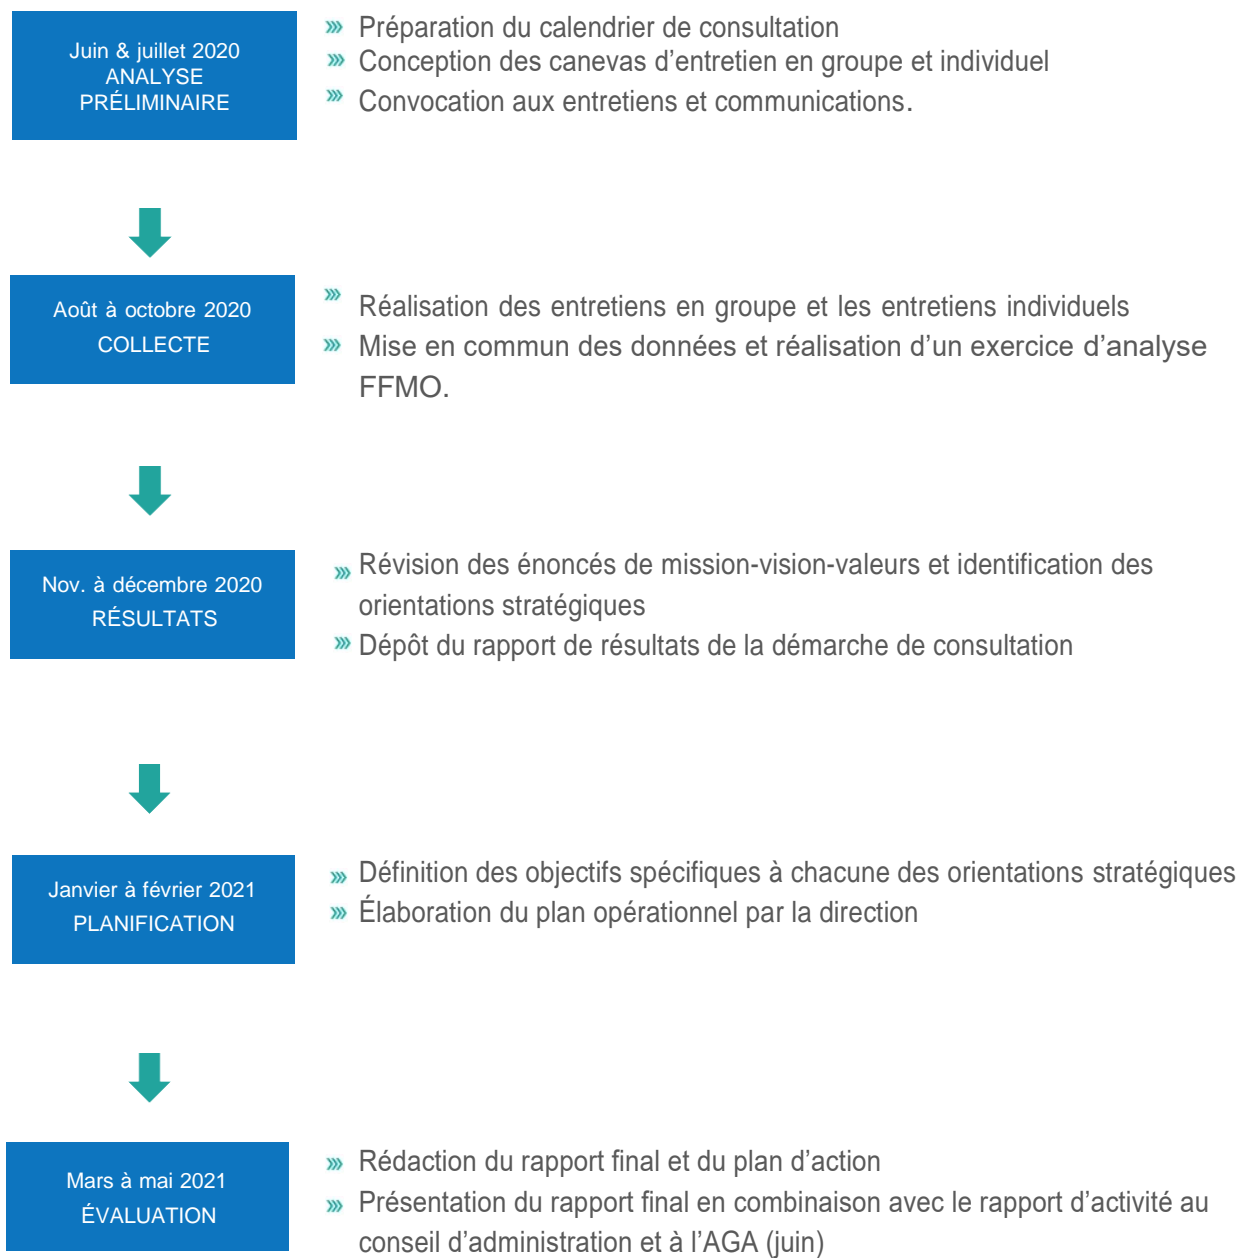 Juin & juillet 2020
ANALYSE
PRÉLIMINAIRE
Préparation du calendrier de consultation
Conception des canevas d’entretien en groupe et individuel
Convocation aux entretiens et communications.
Août à octobre 2020
COLLECTE
Réalisation des entretiens en groupe et les entretiens individuels
Mise en commun des données et réalisation d’un exercice d’analyse
FFMO.
Nov. à décembre 2020
RÉSULTATS
Révision des énoncés de mission-vision-valeurs et identification des
orientations stratégiques
Dépôt du rapport de résultats de la démarche de consultation
Janvier à février 2021
PLANIFICATION
Définition des objectifs spécifiques à chacune des orientations stratégiques
Élaboration du plan opérationnel par la direction
Mars à mai 2021
ÉVALUATION
Rédaction du rapport final et du plan d’action
Présentation du rapport final en combinaison avec le rapport d’activité au
conseil d’administration et à l’AGA (juin)